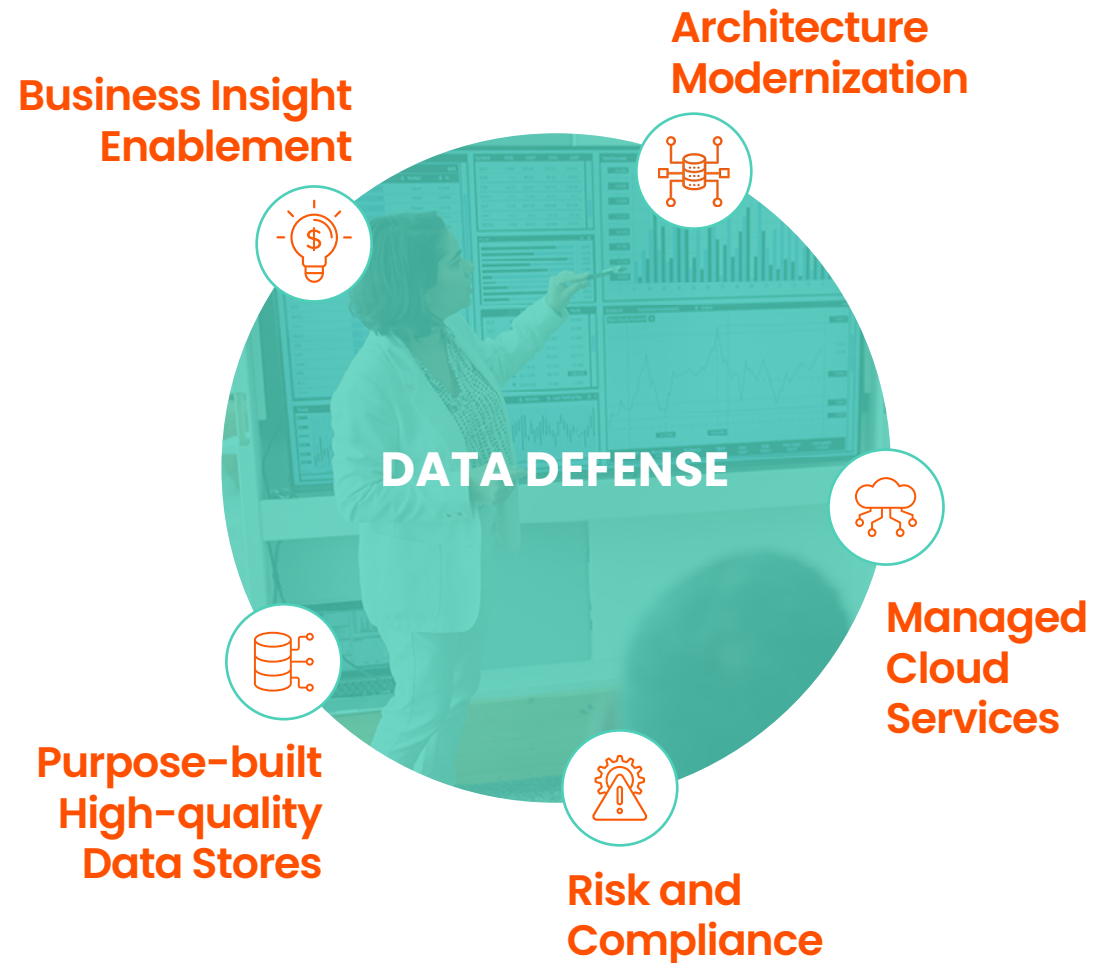 Architecture
Modernization
Business Insight
Enablement
$
DATA DEFENSE
Managed
Cloud
Services
Purpose-built
High-quality
Data Stores
Risk and
Compliance